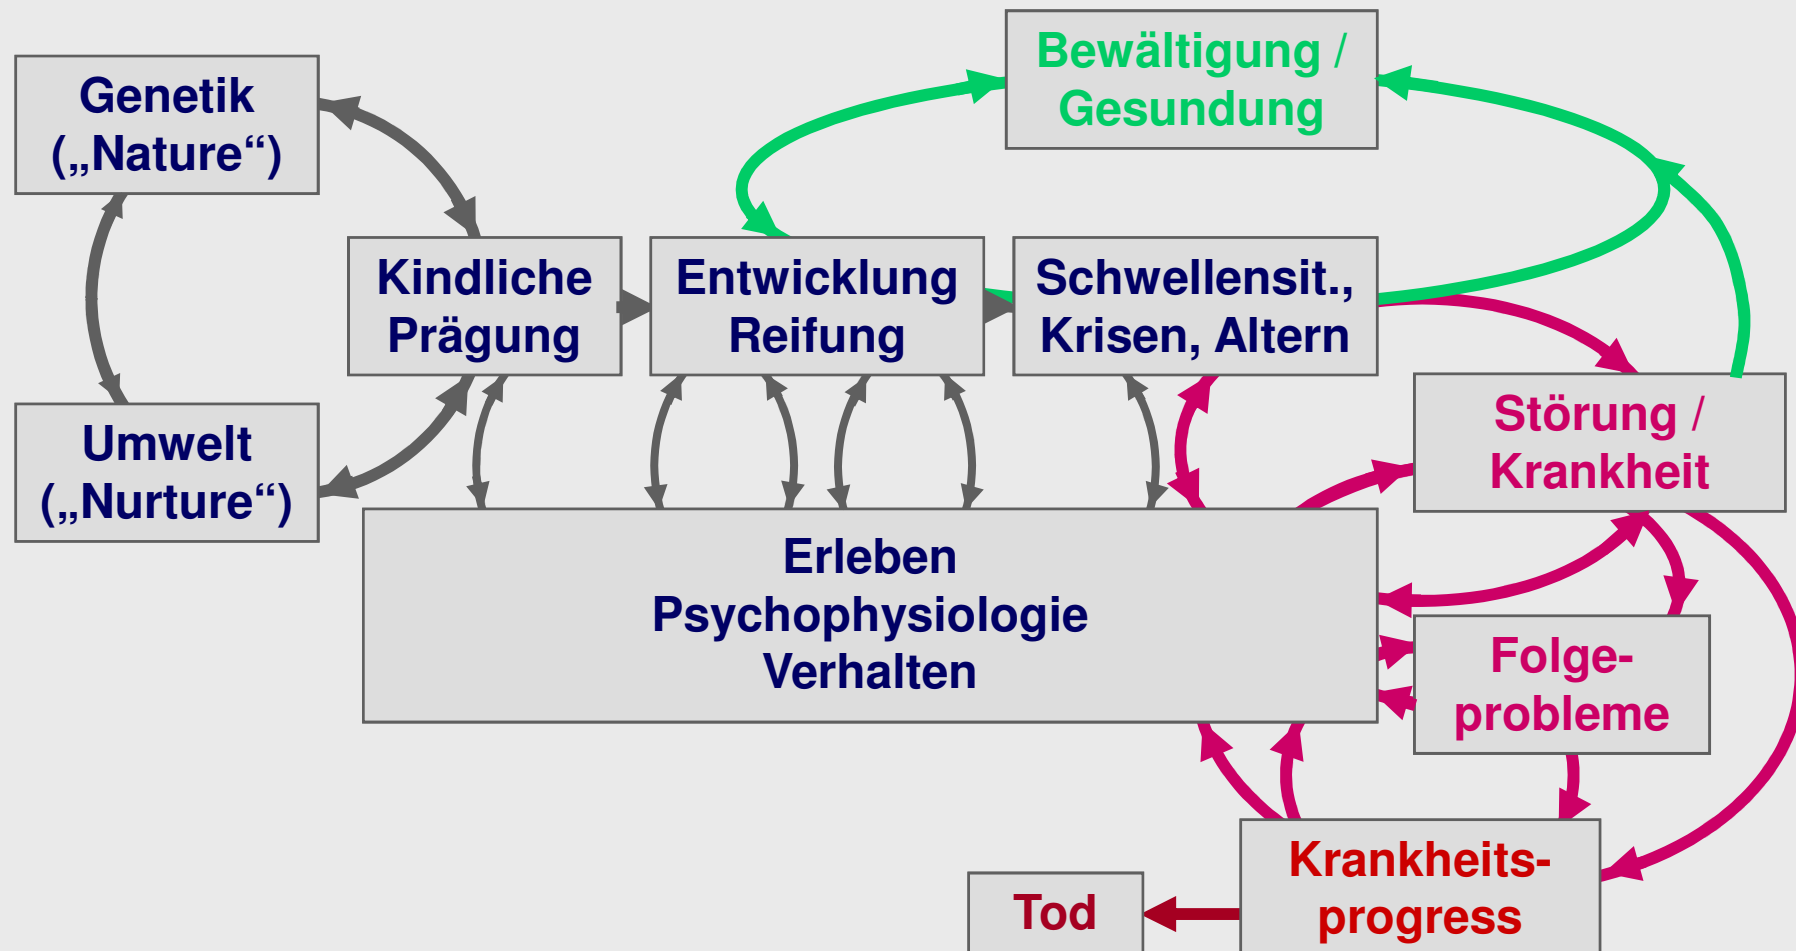 Bewältigung /
Gesundung
Genetik
(„Nature“)
Kindliche
Prägung
Entwicklung
Reifung
Schwellensit.,
Krisen, Altern
Störung /
Krankheit
Umwelt
(„Nurture“)
Erleben
Psychophysiologie
Verhalten
Folge-
probleme
Krankheits-
progress
Tod